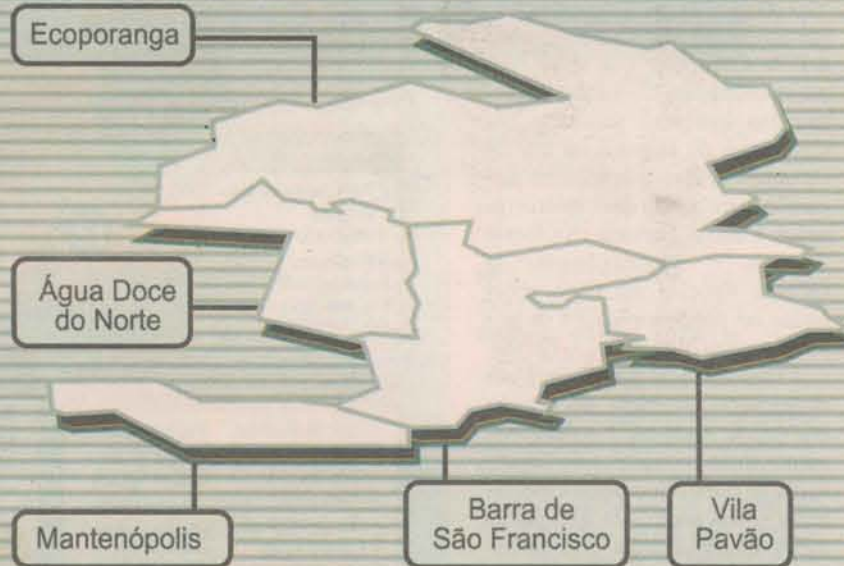 Ecoporanga
Água Doce
do Norte
Mantenópolis
Barra de
São Francisco
Vila
Pavão